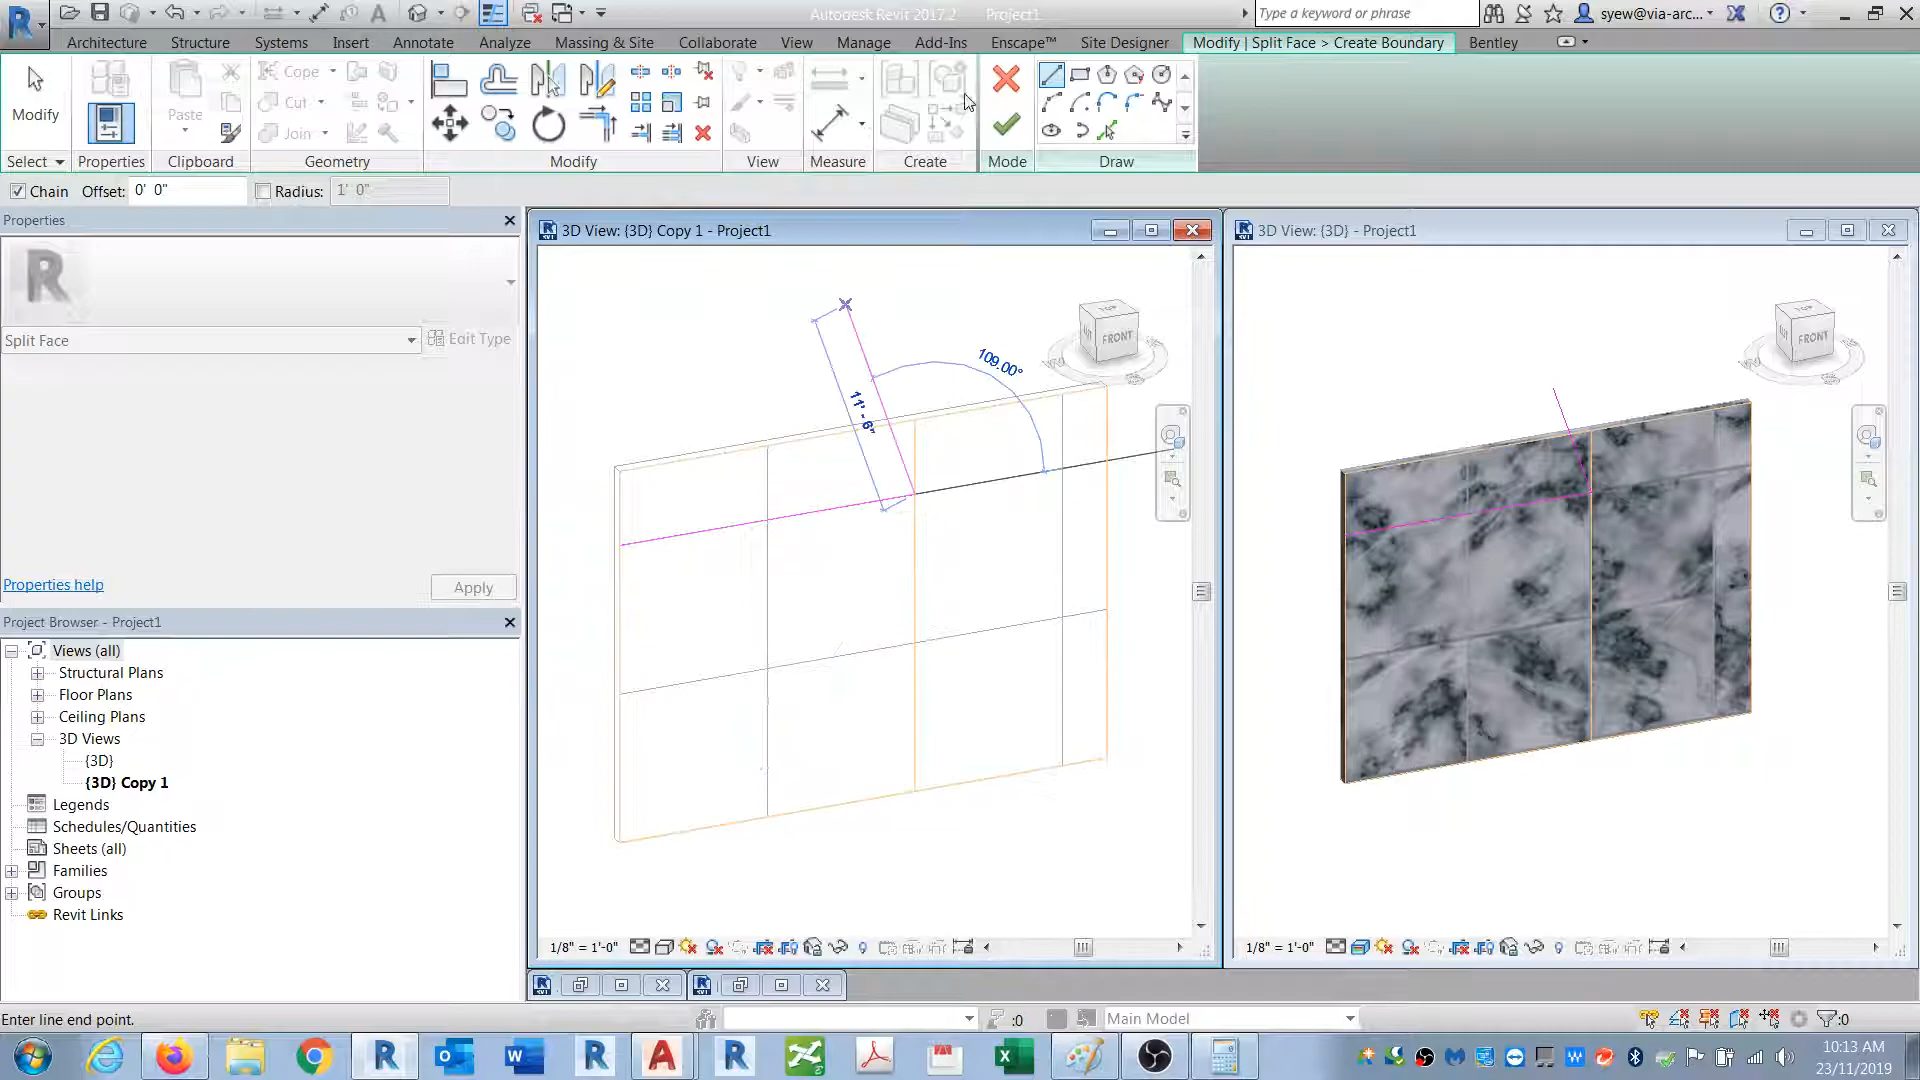 Autodesk Revit 2017.2 Project1
Type a keyword or phrase
syew@via-arc...
Architecture Structure Systems Insert Annotate Analyze Massing & Site Collaborate View Manage Add-Ins Enscape™ Site Designer Modify | Split Face > Create Boundary Bentley
Modify
Paste
Cope
Cut
Join
Select Properties Clipboard Geometry Modify View Measure Create Mode Draw
Chain Offset: 0' 0" Radius: 1' 0"
Properties
R
Split Face
Edit Type
Properties help
Apply
Project Browser - Project1
Views (all)
Structural Plans
Floor Plans
Ceiling Plans
3D Views
{3D}
{3D} Copy 1
Legends
Schedules/Quantities
Sheets (all)
Families
Groups
Revit Links
3D View: {3D} Copy 1 - Project1
TOP
FRONT
109.00°
11' - 6"
1/8" = 1'-0"
3D View: {3D} - Project1
TOP
FRONT
1/8" = 1'-0"
Enter line end point.
:0
Main Model
:0
10:13 AM
23/11/2019